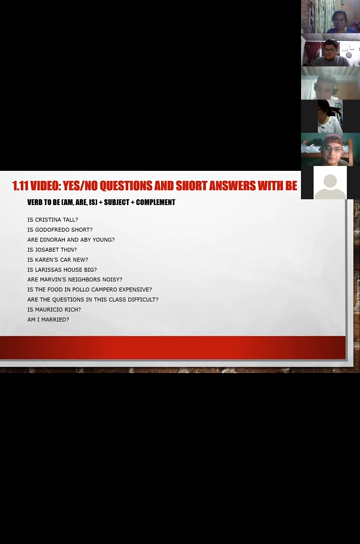 1.11 VIDEO: YES/NO QUESTIONS AND SHORT ANSWERS WITH BE
VERB TO BE (AM, ARE, IS) + SUBJECT + COMPLEMENT
IS CRISTINA TALL?
IS GODOFREDO SHORT?
ARE DINORAH AND ABY YOUNG?
IS JOSABET THIN?
IS KAREN'S CAR NEW?
IS LARISSAS HOUSE BIG?
ARE MARVIN'S NEIGHBORS NOISY?
IS THE FOOD IN POLLO CAMPERO EXPENSIVE?
ARE THE QUESTIONS IN THIS CLASS DIFFICULT?
IS MAURICIO RICH?
AM I MARRIED?